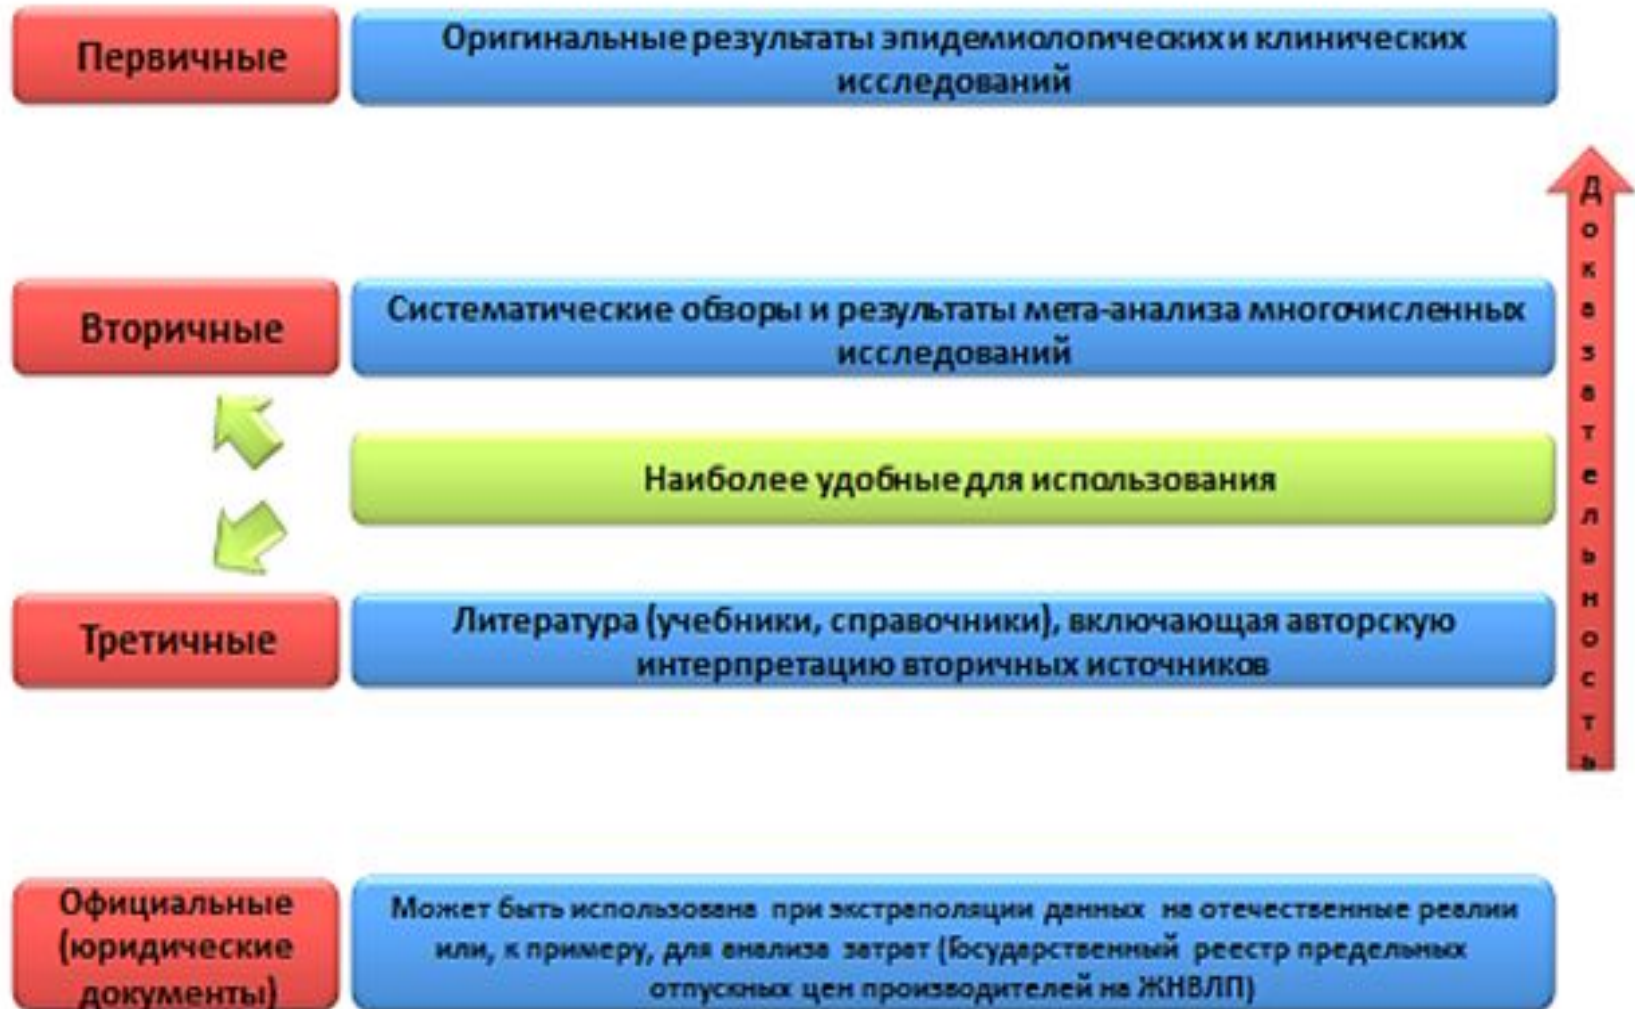 Первичные
Оригинальные результаты эпидемиологических и клинических
исследований
Вторичные
Систематические обзоры и результаты мета-анализа многочисленных
исследований
Наиболее удобные для использования
Третичные
Литература (учебники, справочники), включающая авторскую
интерпретацию вторичных источников
Официальные
(юридические
документы)
Может быть использована при экстраполяции данных на отечественные реалии
или, к примеру, для анализа затрат (Государственный реестр предельных
отпускных цен производителей на ЖНВЛП)
Доказательность